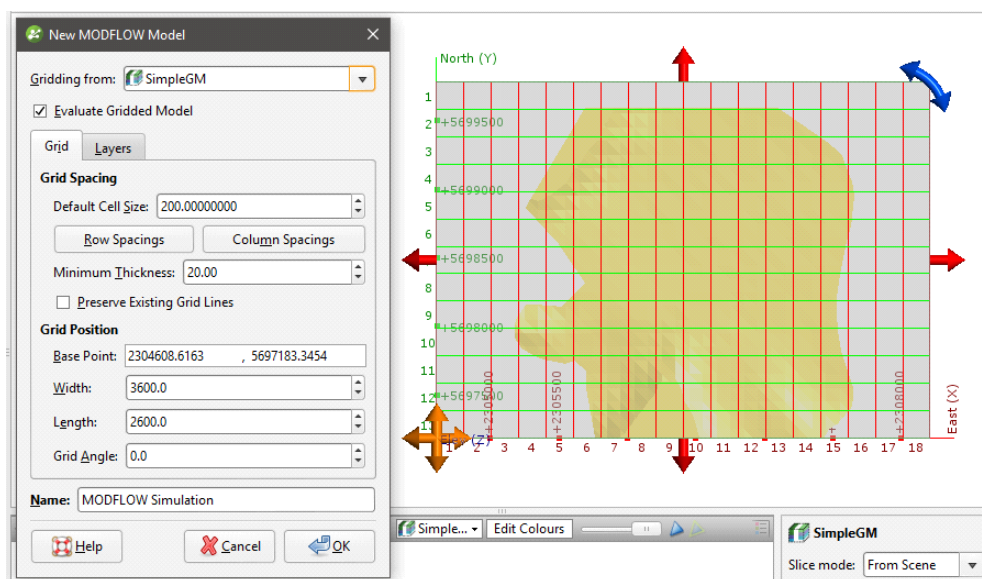 New MODFLOW Model
Gridding from: SimpleGM
Evaluate Gridded Model
Grid Layers
Grid Spacing
Default Cell Size: 200.00000000
Row Spacings Column Spacings
Minimum Thickness: 20.00
Preserve Existing Grid Lines
Grid Position
Base Point: 2304608.6163 , 5697183.3454
Width: 3600.0
Length: 2600.0
Grid Angle: 0.0
Name: MODFLOW Simulation
Help Cancel OK
North (Y)
1
2 +5699500
3
4
+5699000
5
6
+5698500
8
9
+5698000
10
11
12 +5697500
+2305000
+2305500
+2308000
East (X)
(Z)
1 2 3 4 5 6 7 8 9 10 11 12 13 14 15 16 17 18
Simple... Edit Colours
SimpleGM
Slice mode: From Scene